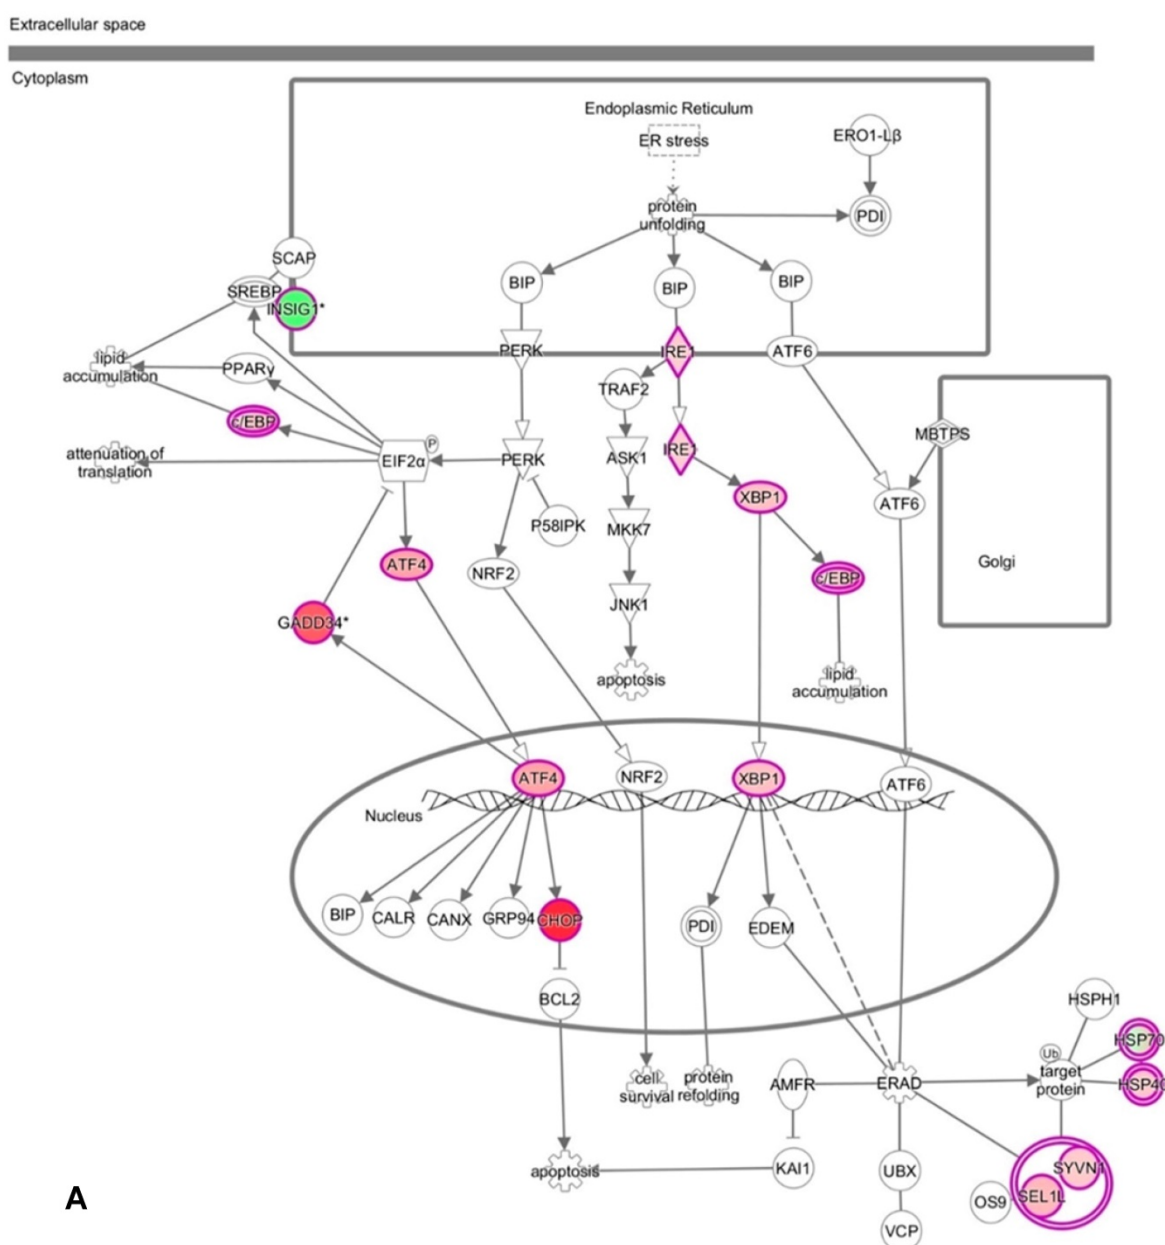 Extracellular space
Cytoplasm
Endoplasmic Reticulum
ER stress
ERO1-Lβ
protein
unfolding
PDI
SCAP
SREBP
INSIG1*
BIP
BIP
BIP
PERK
IRE1
ATF6
lipid
accumulation
PPARγ
TRAF2
c/EBP
MBTPS
attenuation of
translation
EIF2α
P
PERK
ASK1
IRE1
XBP1
ATF6
P58IPK
MKK7
ATF4
NRF2
c/EBP
Golgi
JNK1
GADD34*
apoptosis
lipid
accumulation
ATF4
NRF2
XBP1
ATF6
Nucleus
BIP
CALR
CANX
GRP94
CHOP
PDI
EDEM
BCL2
HSPH1
HSP70
Ub
target
protein
HSP40
cell
survival
protein
refolding
AMFR
ERAD
apoptosis
KAI1
UBX
SYVN1
SEL1L
OS9
VCP
A